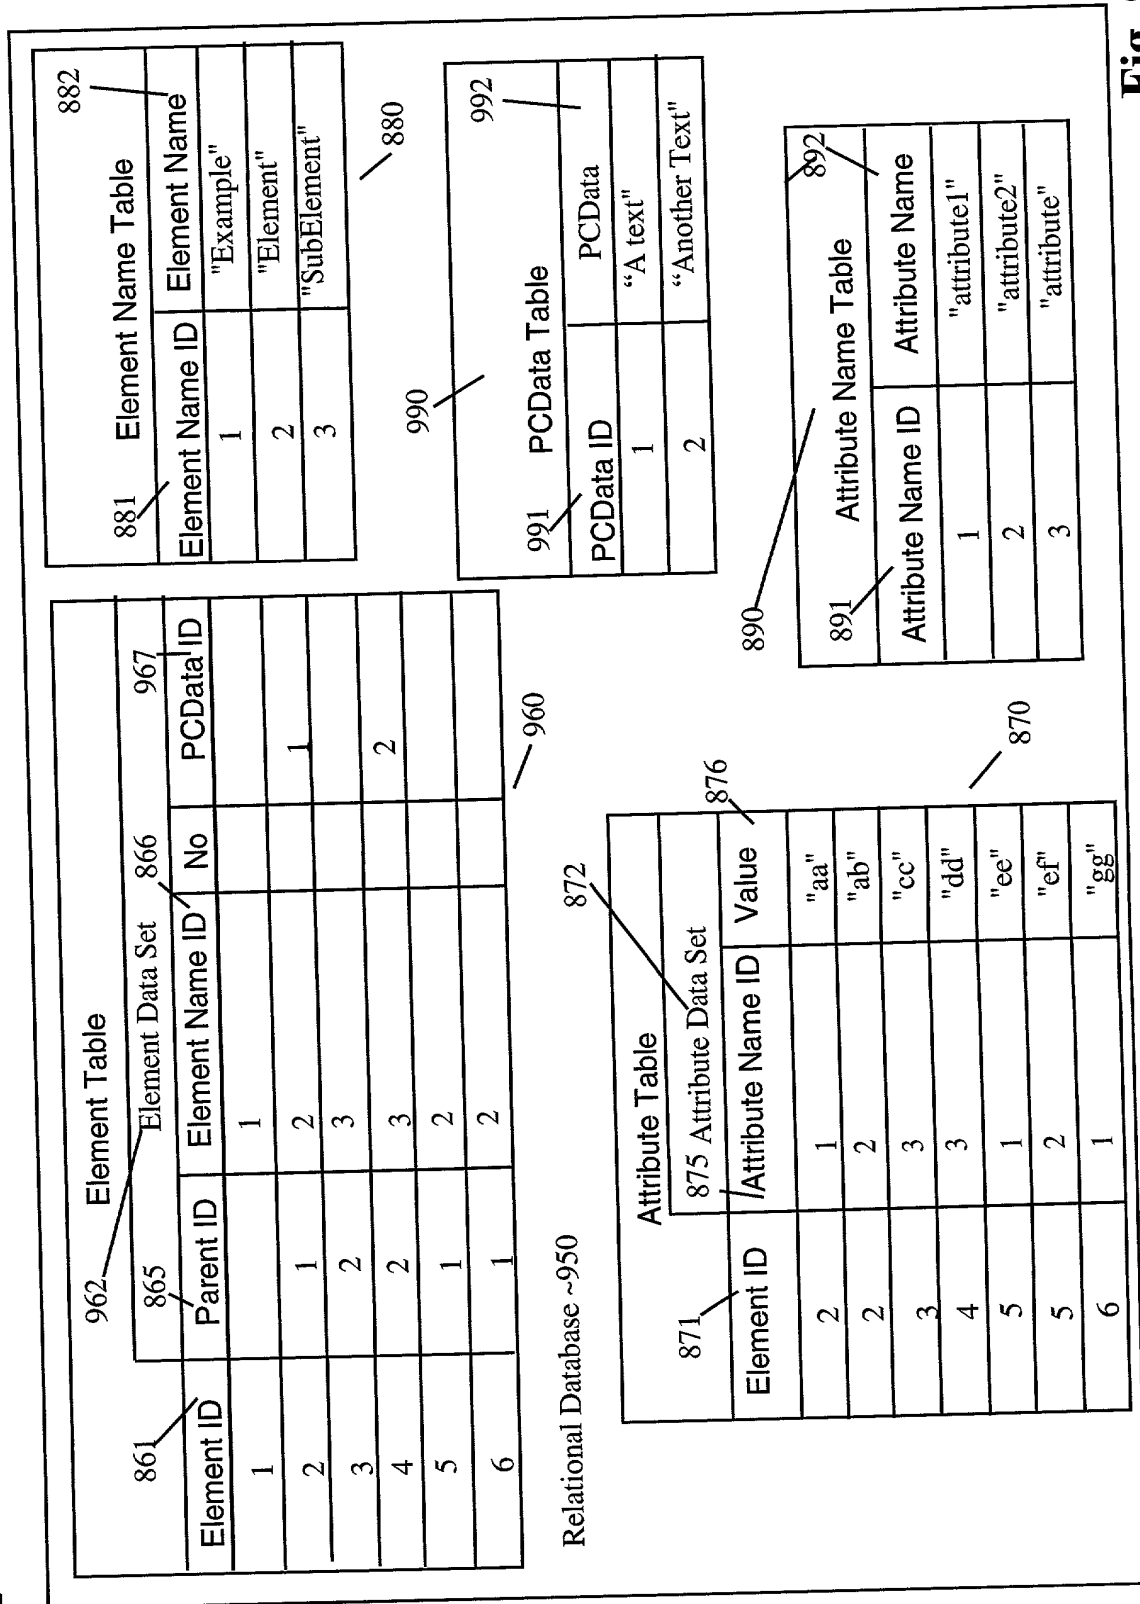 Element Table
962
Element Data Set
861
865
866
967
Element ID Parent ID Element Name ID No PCData ID
1 1
2 1 2 1
3 2 3
4 2 3 2
5 1 2
6 1 2
960
Relational Database ~950
Element Name Table
881
882
Element Name ID Element Name
1 "Example"
2 "Element"
3 "SubElement"
880
990
PCData Table
991
992
PCData ID PCData
1 “A text"
2 “Another Text"
Attribute Table
872
871
875 Attribute Data Set
876
Element ID Attribute Name ID Value
2 1 "aa"
2 2 "ab"
3 3 "cc"
4 3 "dd"
5 1 "ee"
5 2 "ef"
6 1 "gg"
870
890
Attribute Name Table
891
892
Attribute Name ID Attribute Name
1 "attribute1"
2 "attribute2"
3 "attribute"
Fig